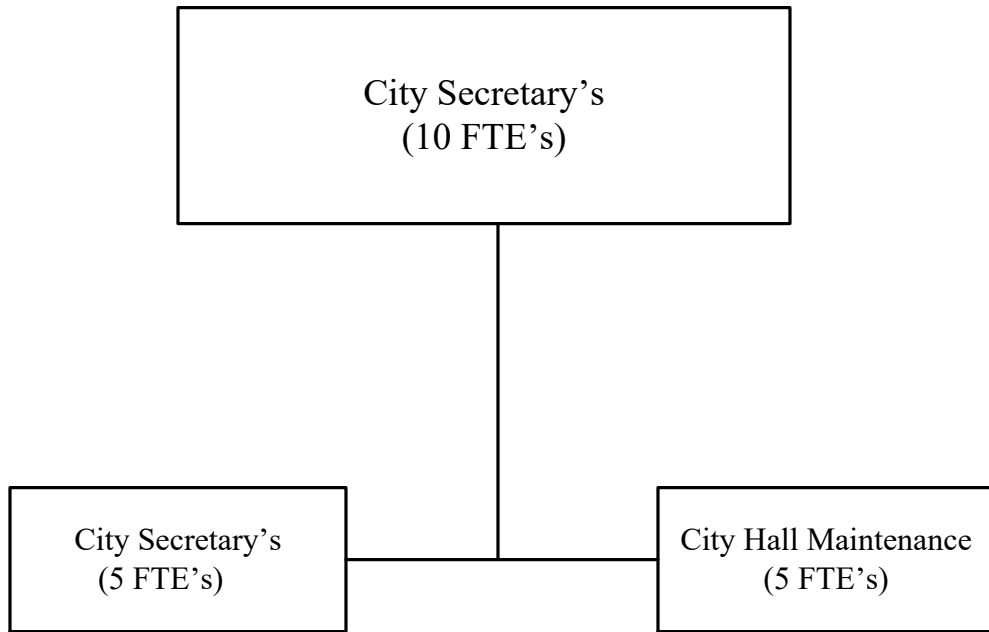 City Secretary’s
(10 FTE’s)
City Secretary’s
(5 FTE’s)
City Hall Maintenance
(5 FTE’s)